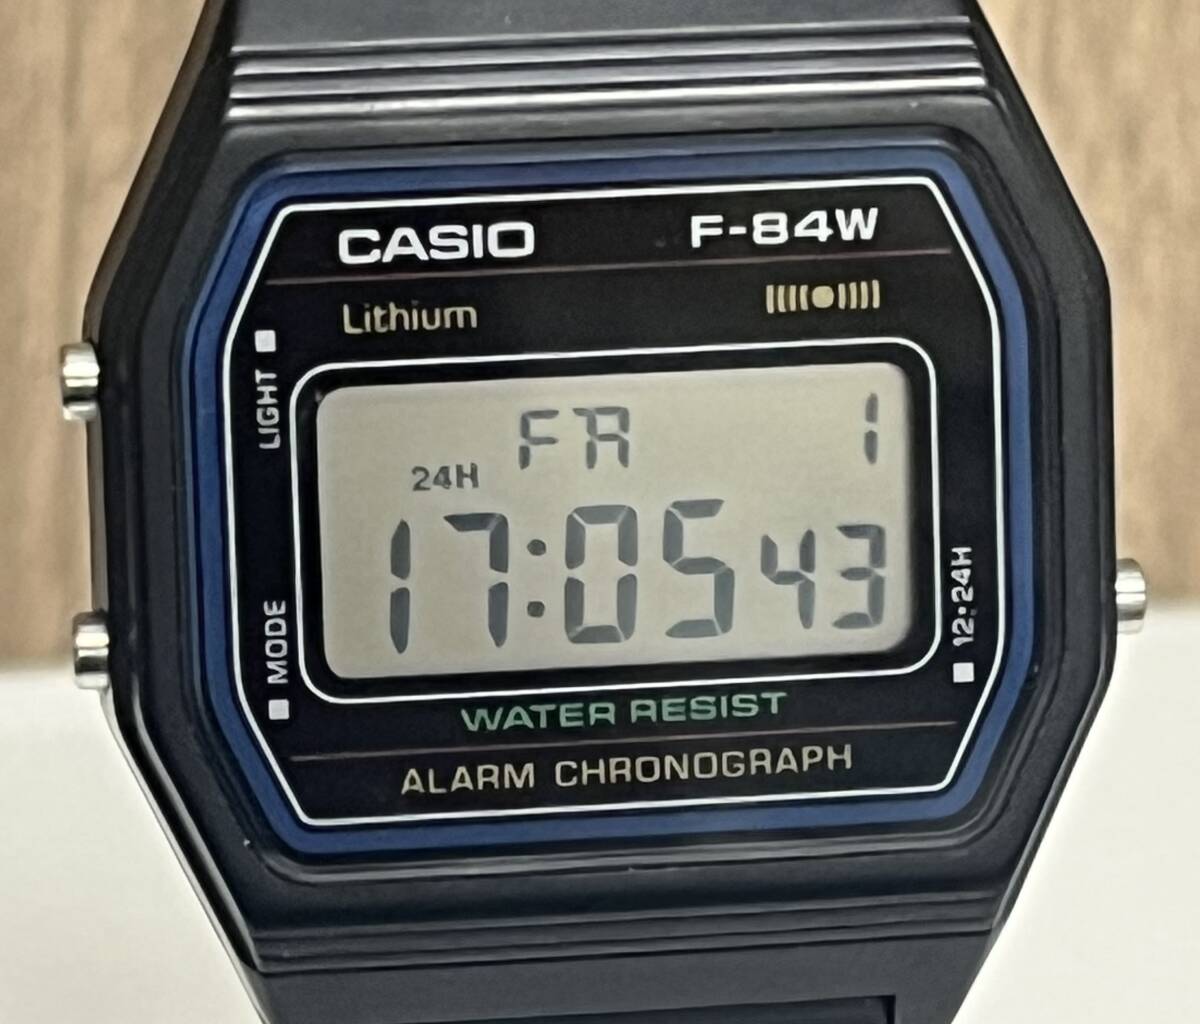 CASIO F-84W
Lithium
LIGHT
FR 1
24H
17:05 43
MODE
12:24H
WATER RESIST
ALARM CHRONOGRAPH